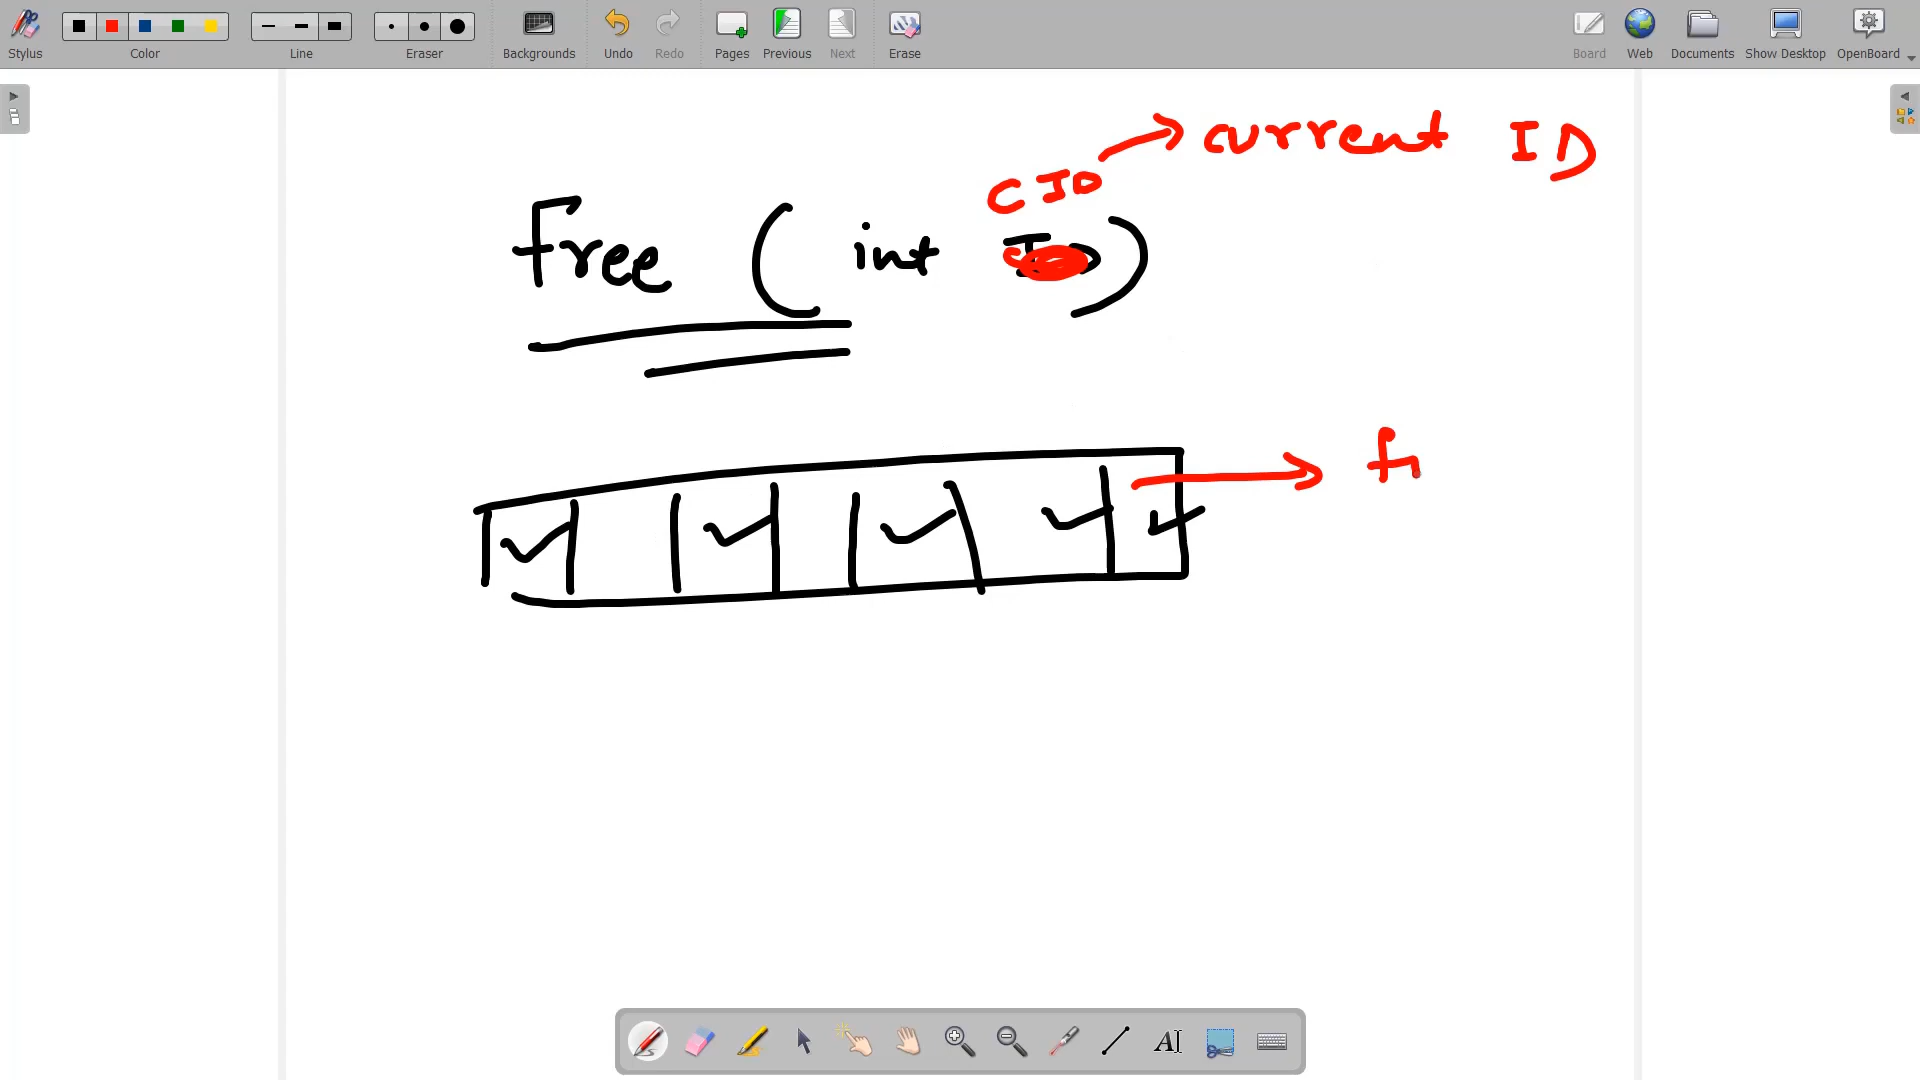 Stylus Color Line Eraser Backgrounds Undo Redo Pages Previous Next Erase Board Web Documents Show Desktop OpenBoard
CID → current ID
free ( int )